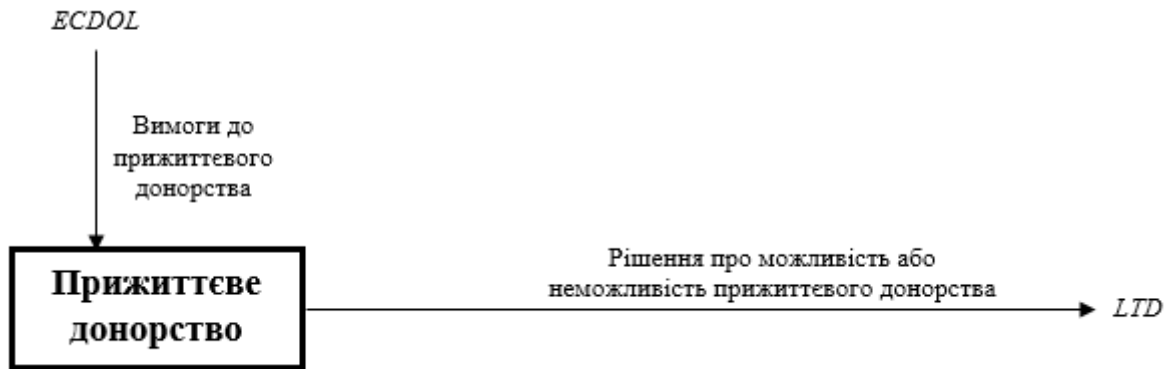 ECDOL
Вимоги до
прижиттєвого
донорства
Прижиттєве
донорство
Рішення про можливість або
неможливість прижиттєвого донорства
LTD